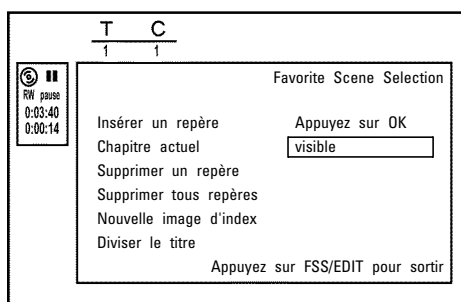 T C
1 1
RW pause
0:03:40
0:00:14
Favorite Scene Selection
Insérer un repère Appuyez sur OK
Chapitre actuel visible
Supprimer un repère
Supprimer tous repères
Nouvelle image d'index
Diviser le titre
Appuyez sur FSS/EDIT pour sortir